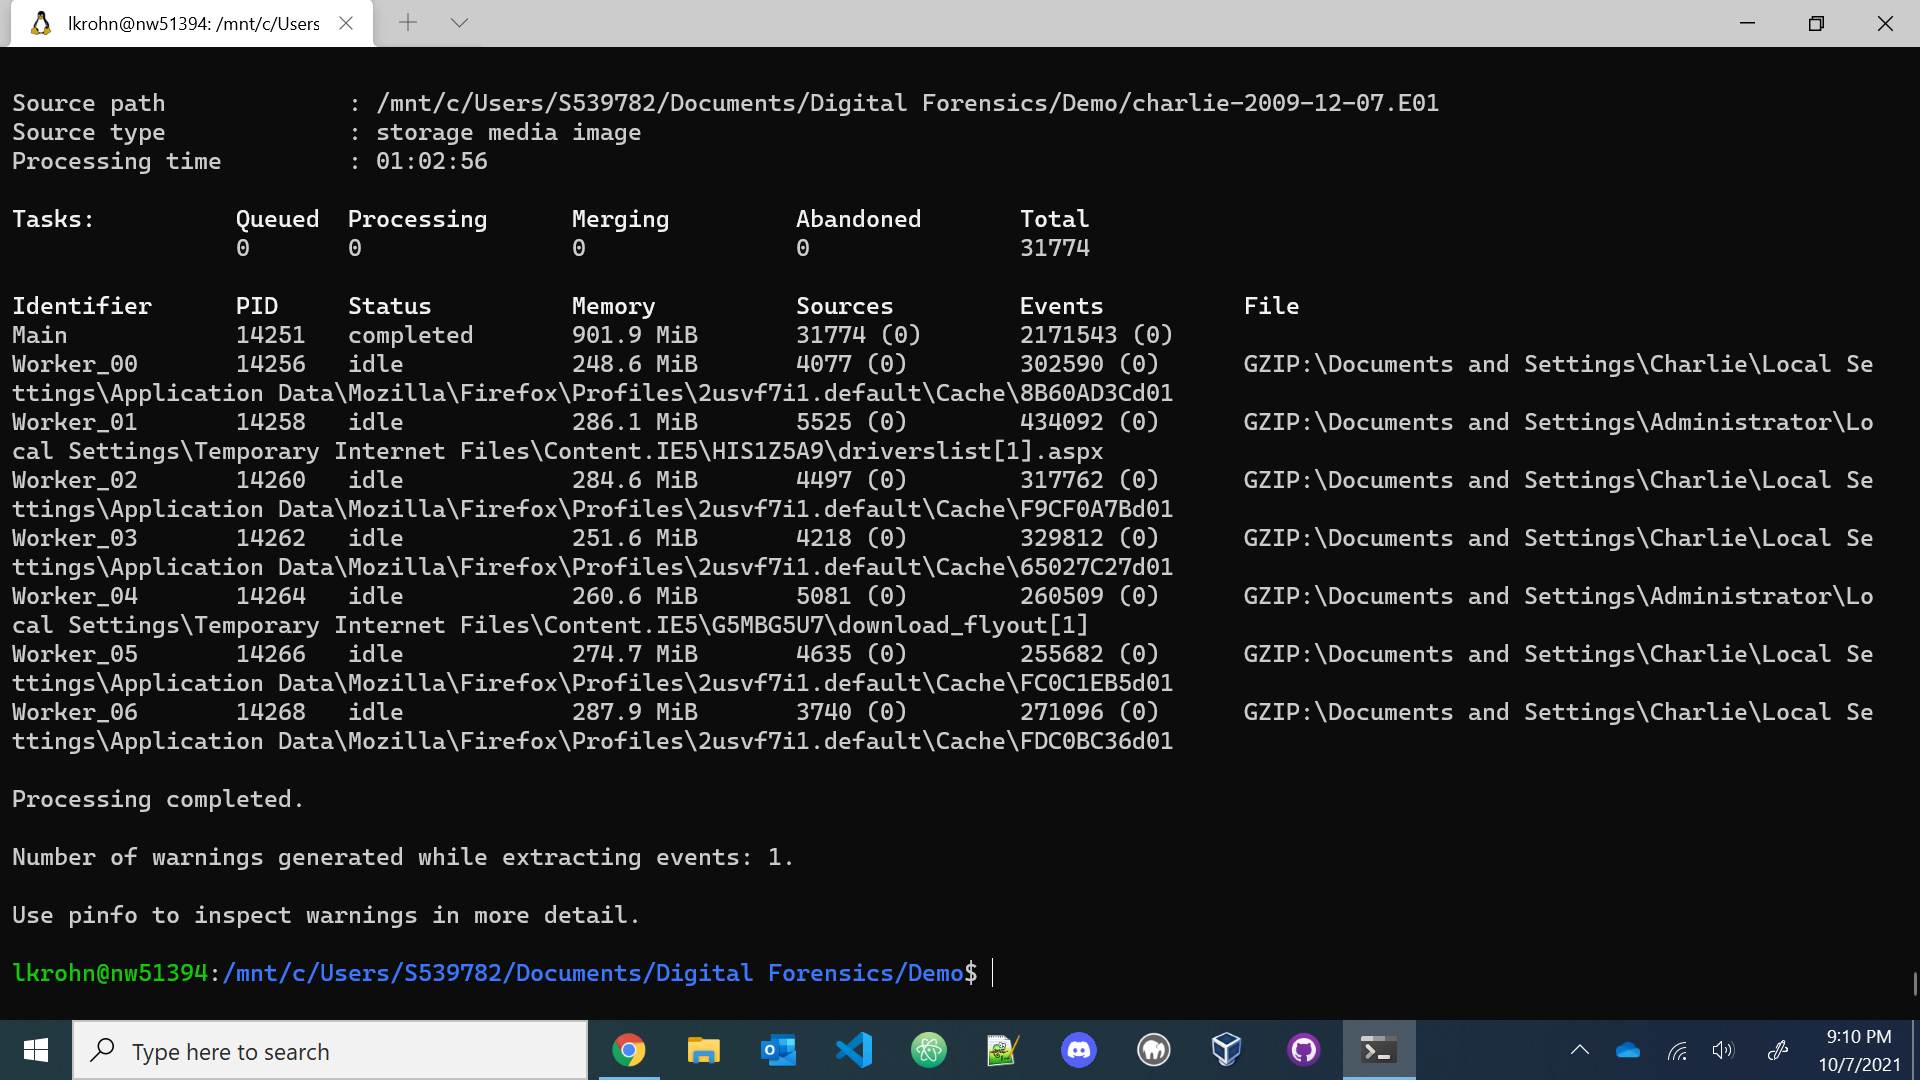 lkrohn@nw51394: /mnt/c/Users
Source path : /mnt/c/Users/S539782/Documents/Digital Forensics/Demo/charlie-2009-12-07.E01
Source type : storage media image
Processing time : 01:02:56
Tasks: Queued Processing Merging Abandoned Total
0 0 0 0 31774
Identifier PID Status Memory Sources Events File
Main 14251 completed 901.9 MiB 31774 (0) 2171543 (0)
Worker_00 14256 idle 248.6 MiB 4077 (0) 302590 (0) GZIP:\Documents and Settings\Charlie\Local Se
ttings\Application Data\Mozilla\Firefox\Profiles\2usvf7i1.default\Cache\8B60AD3Cd01
Worker_01 14258 idle 286.1 MiB 5525 (0) 434092 (0) GZIP:\Documents and Settings\Administrator\Lo
cal Settings\Temporary Internet Files\Content.IE5\HIS1Z5A9\driverslist[1].aspx
Worker_02 14260 idle 284.6 MiB 4497 (0) 317762 (0) GZIP:\Documents and Settings\Charlie\Local Se
ttings\Application Data\Mozilla\Firefox\Profiles\2usvf7i1.default\Cache\F9CF0A7Bd01
Worker_03 14262 idle 251.6 MiB 4218 (0) 329812 (0) GZIP:\Documents and Settings\Charlie\Local Se
ttings\Application Data\Mozilla\Firefox\Profiles\2usvf7i1.default\Cache\65027C27d01
Worker_04 14264 idle 260.6 MiB 5081 (0) 260509 (0) GZIP:\Documents and Settings\Administrator\Lo
cal Settings\Temporary Internet Files\Content.IE5\G5MBG5U7\download_flyout[1]
Worker_05 14266 idle 274.7 MiB 4635 (0) 255682 (0) GZIP:\Documents and Settings\Charlie\Local Se
ttings\Application Data\Mozilla\Firefox\Profiles\2usvf7i1.default\Cache\FC0C1EB5d01
Worker_06 14268 idle 287.9 MiB 3740 (0) 271096 (0) GZIP:\Documents and Settings\Charlie\Local Se
ttings\Application Data\Mozilla\Firefox\Profiles\2usvf7i1.default\Cache\FDC0BC36d01
Processing completed.
Number of warnings generated while extracting events: 1.
Use pinfo to inspect warnings in more detail.
lkrohn@nw51394:/mnt/c/Users/S539782/Documents/Digital Forensics/Demo$
Type here to search
9:10 PM
10/7/2021